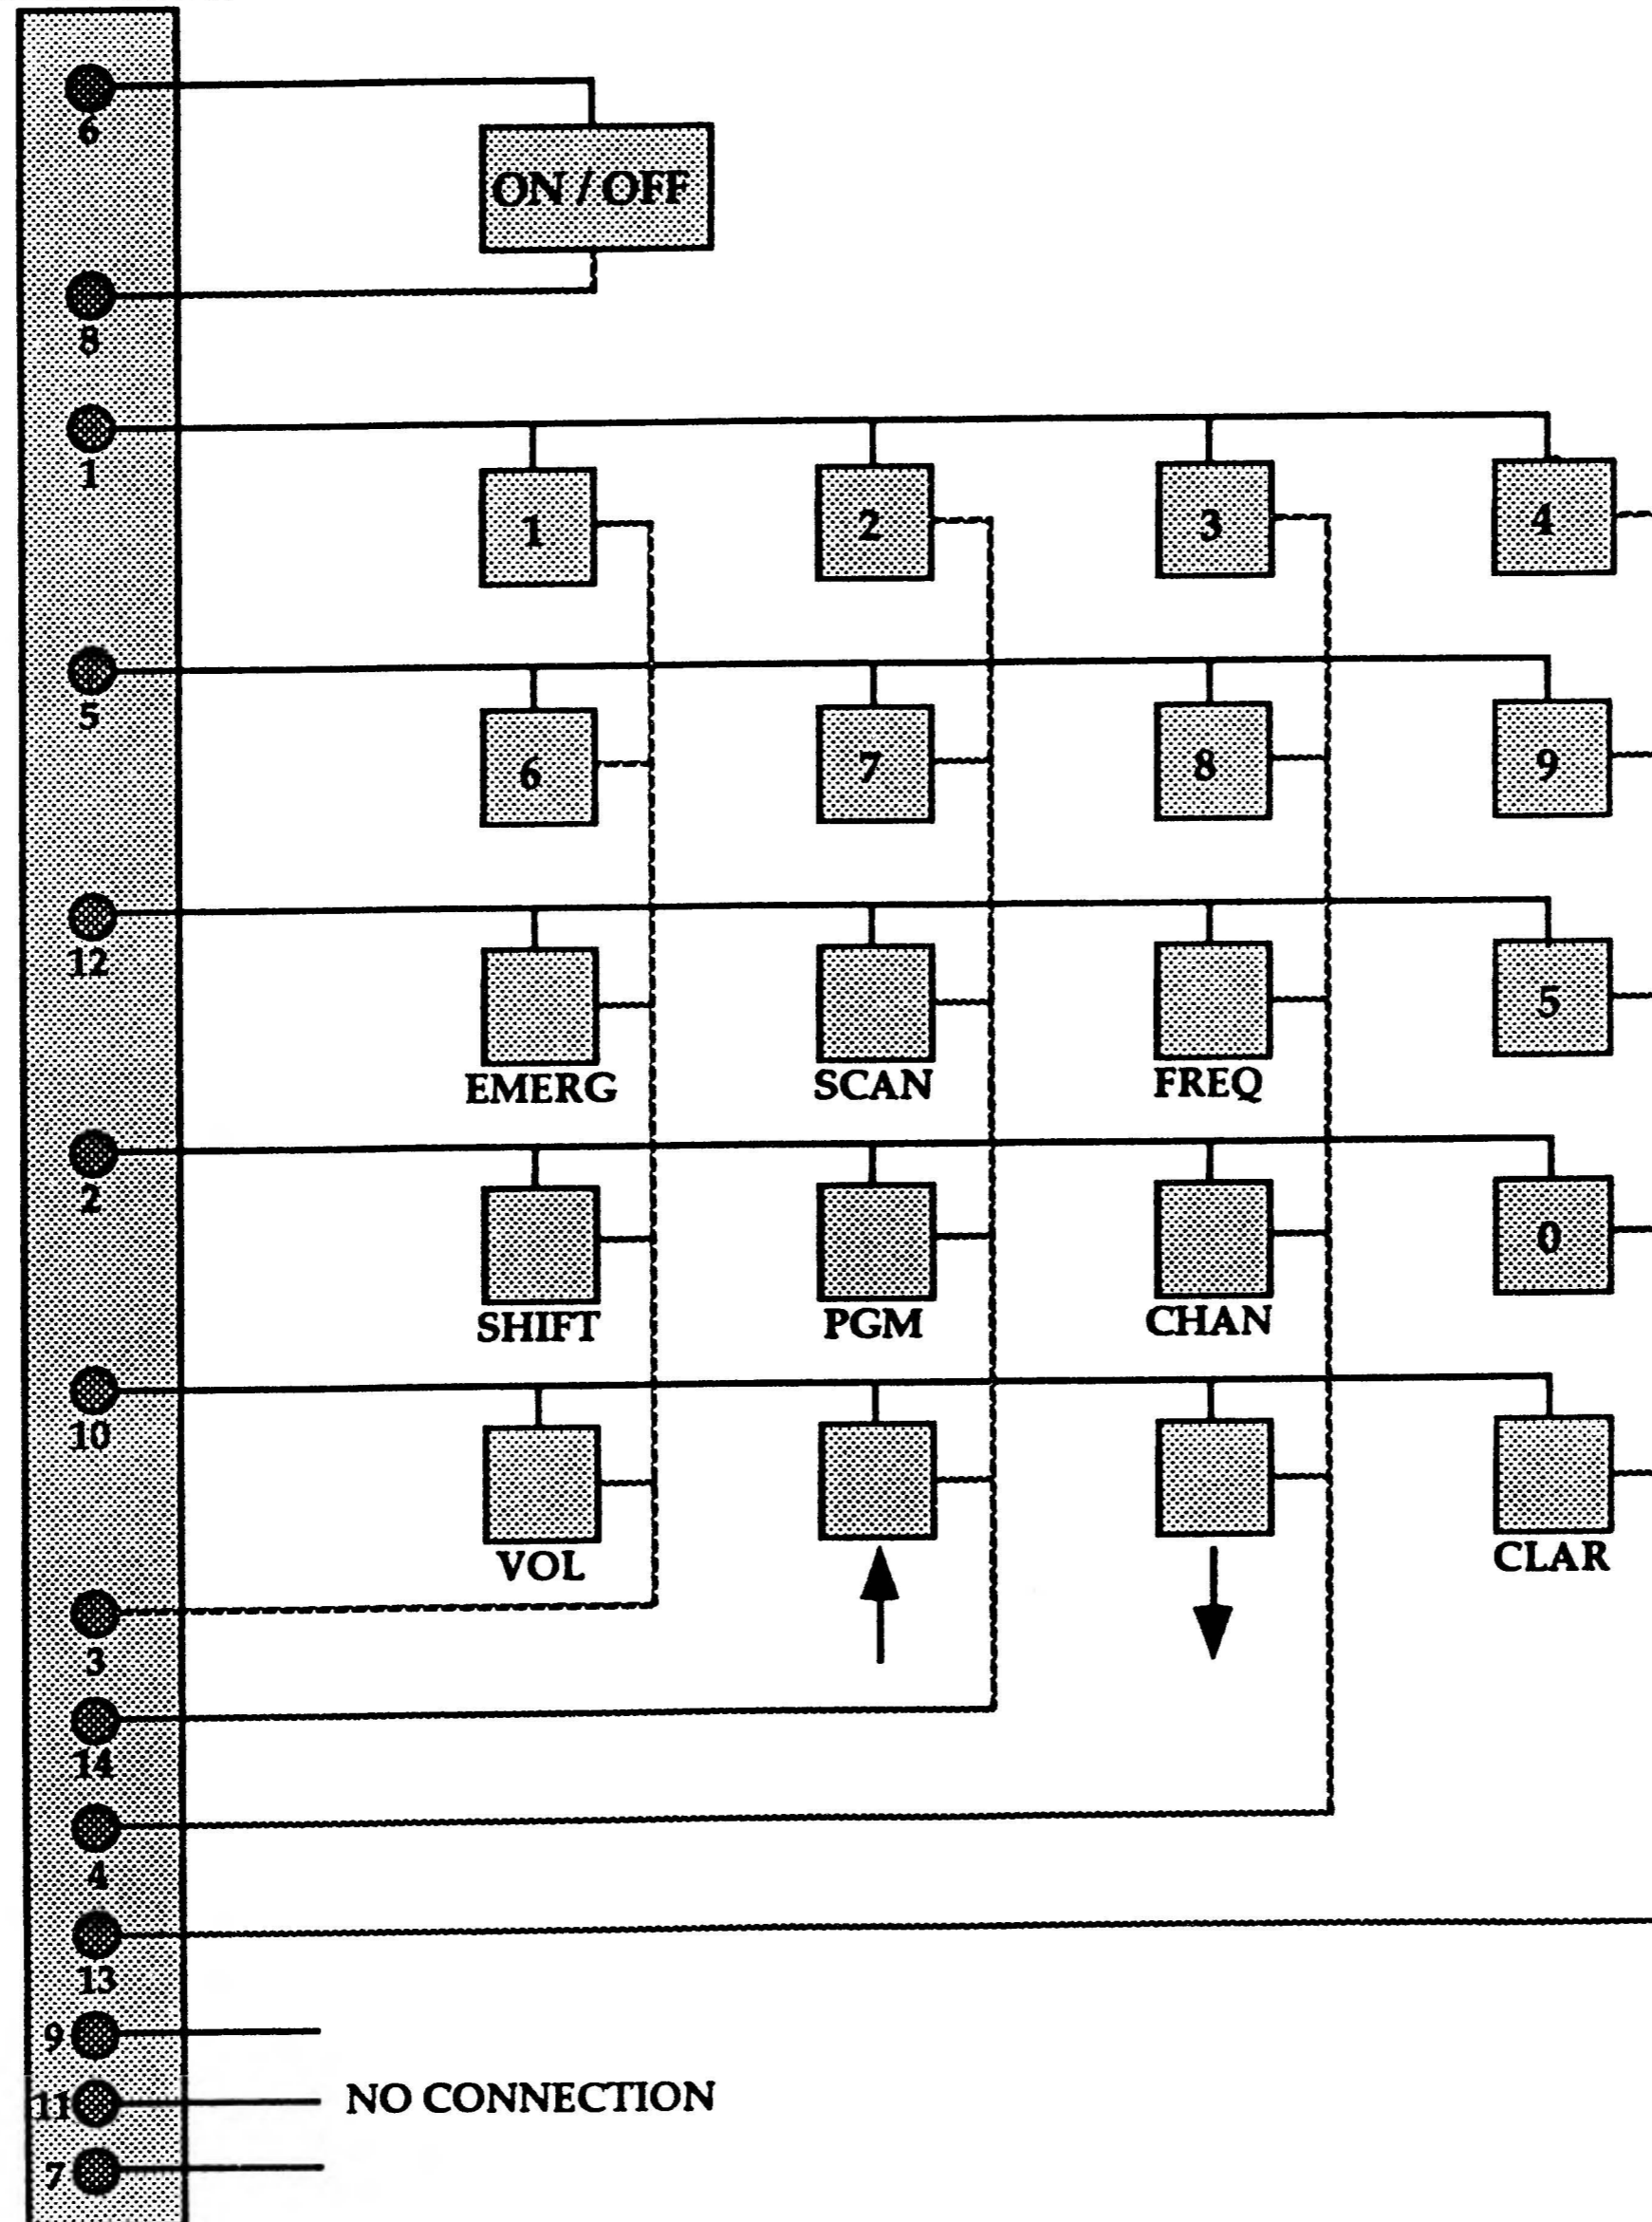 6
ON / OFF
8
1
1 2 3 4
5
6 7 8 9
12
5
EMERG SCAN FREQ
2
0
SHIFT PGM CHAN
10
VOL CLAR
3
14
4
13
9
11 NO CONNECTION
7